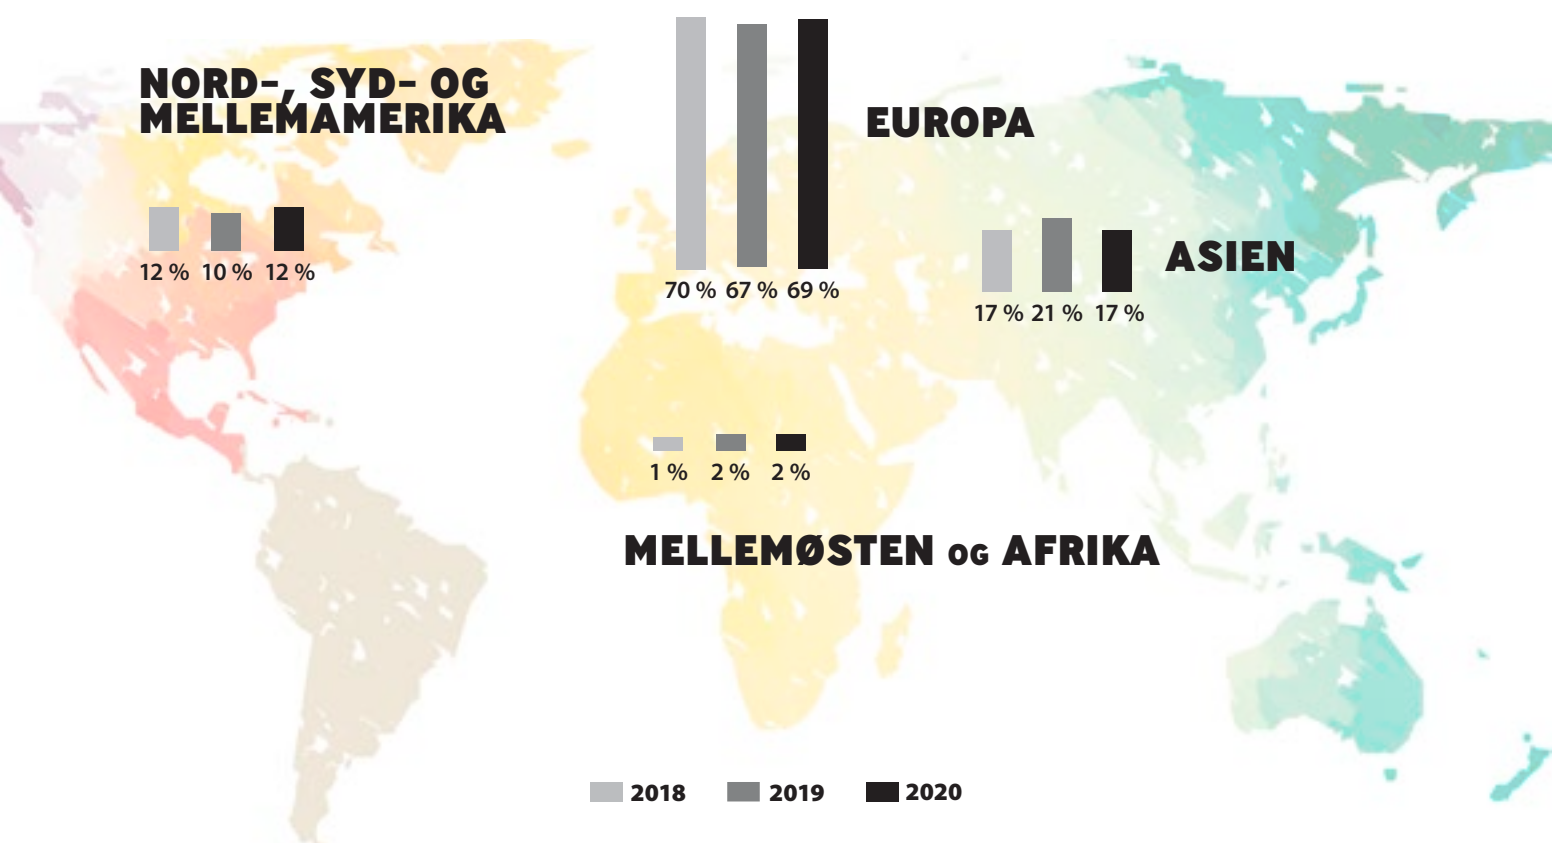 NORD-, SYD- OG
MELLEMAMERIKA
12 % 10 % 12 %
EUROPA
70 % 67 % 69 %
ASIEN
17 % 21 % 17 %
1 % 2 % 2 %
MELLEMØSTEN OG AFRIKA
2018 2019 2020